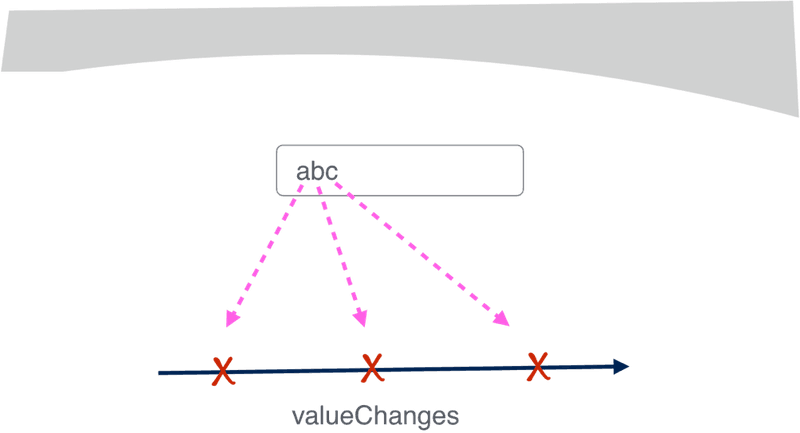 abc
X X X
valueChanges